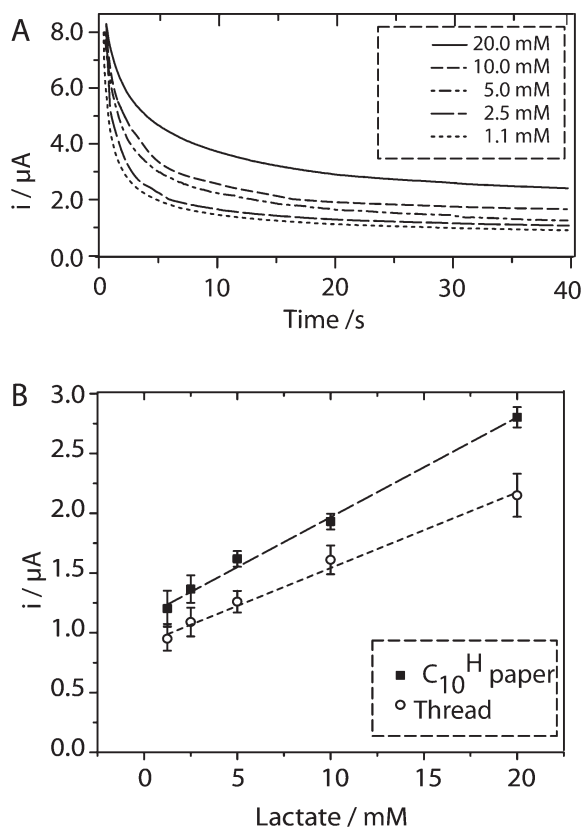 A
8.0
6.0
4.0
2.0
0.0
i / µA
20.0 mM
10.0 mM
5.0 mM
2.5 mM
1.1 mM
0 10 20 30 40
Time /s
B
3.0
2.5
2.0
1.5
1.0
0.5
0.0
i / µA
C10H paper
Thread
0 5 10 15 20
Lactate / mM